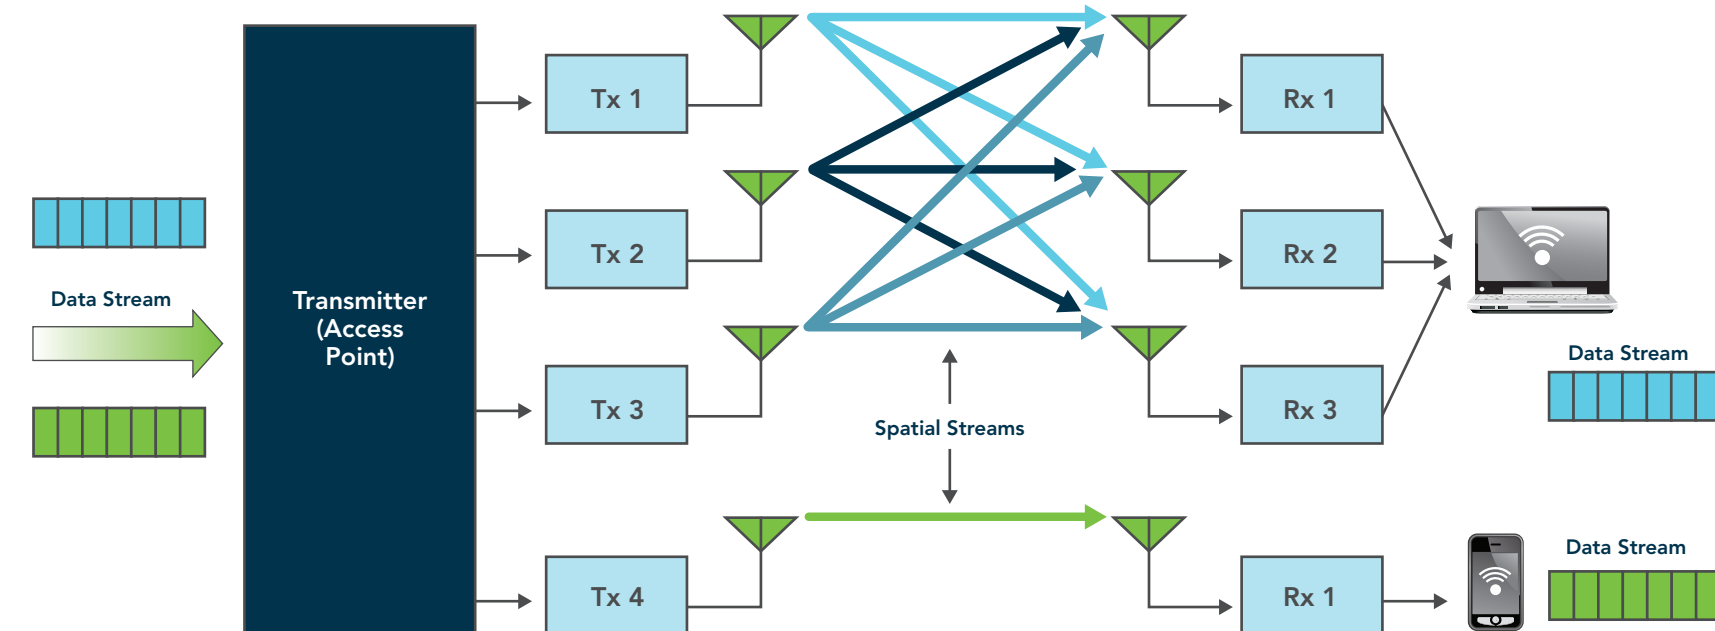 Data Stream
Transmitter
(Access
Point)
Tx 1
Tx 2
Tx 3
Tx 4
Spatial Streams
Rx 1
Rx 2
Rx 3
Rx 1
Data Stream
Data Stream